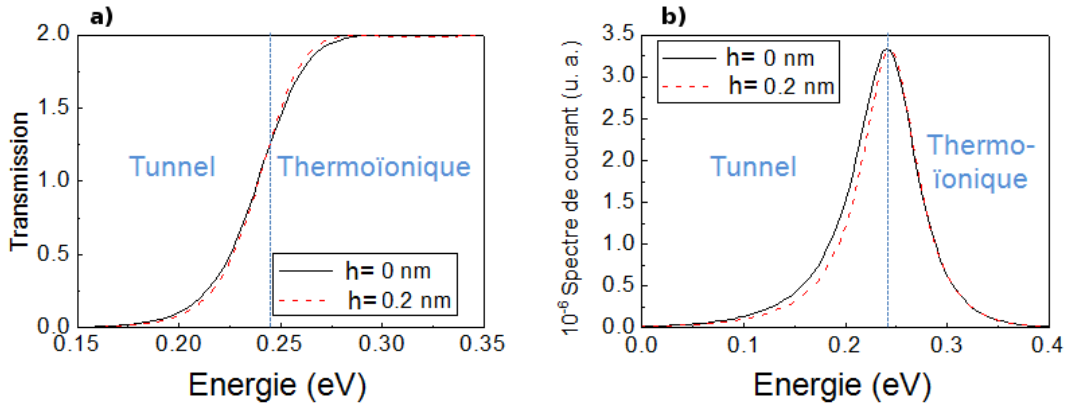 a)
2.0
1.5
1.0
0.5
0.0
Transmission
Tunnel
Thermoïonique
h= 0 nm
h= 0.2 nm
0.15 0.20 0.25 0.30 0.35
Energie (eV)
b)
3.5
3.0
2.5
2.0
1.5
1.0
0.5
0.0
10⁻⁶ Spectre de courant (u. a.)
h= 0 nm
h= 0.2 nm
Tunnel
Thermo-
ïonique
0.0 0.1 0.2 0.3 0.4
Energie (eV)